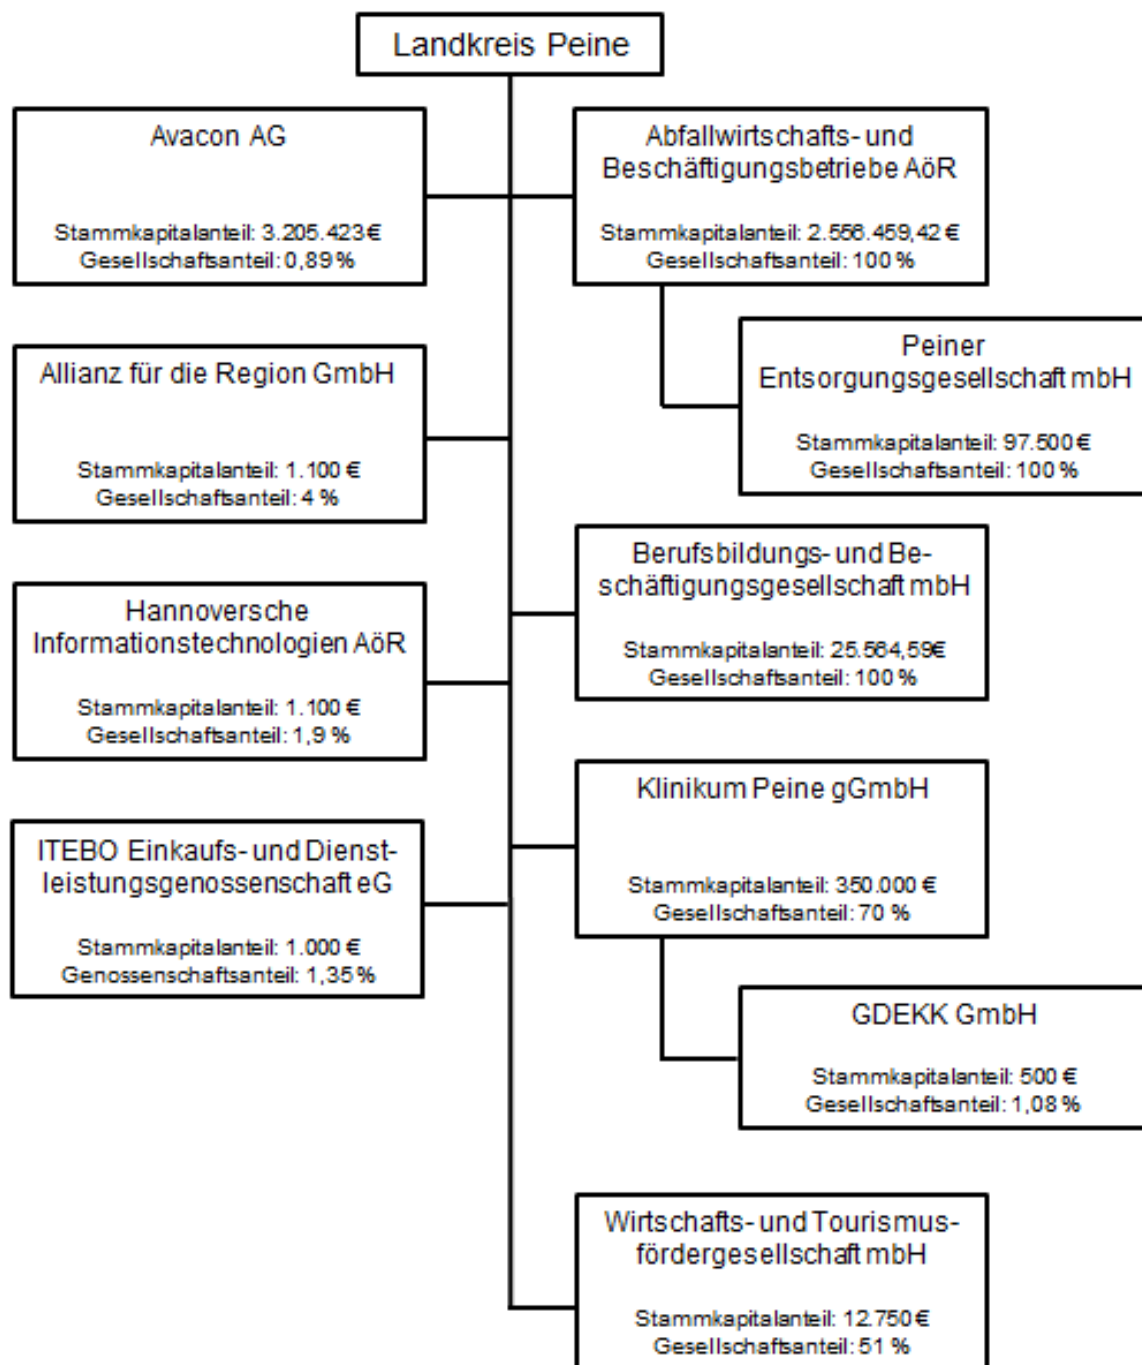 Landkreis Peine
Avacon AG
Stammkapitalanteil: 3.205.423 €
Gesellschaftsanteil: 0,89 %
Abfallwirtschafts- und
Beschäftigungsbetriebe AöR
Stammkapitalanteil: 2.556.459,42 €
Gesellschaftsanteil: 100 %
Peiner
Entsorgungsgesellschaft mbH
Stammkapitalanteil: 97.500 €
Gesellschaftsanteil: 100 %
Allianz für die Region GmbH
Stammkapitalanteil: 1.100 €
Gesellschaftsanteil: 4 %
Berufsbildungs- und Be-
schäftigungsgesellschaft mbH
Stammkapitalanteil: 25.564,59€
Gesellschaftsanteil: 100 %
Hannoversche
Informationstechnologien AöR
Stammkapitalanteil: 1.100 €
Gesellschaftsanteil: 1,9 %
Klinikum Peine gGmbH
Stammkapitalanteil: 350.000 €
Gesellschaftsanteil: 70 %
ITEBO Einkaufs- und Dienst-
leistungsgenossenschaft eG
Stammkapitalanteil: 1.000 €
Genossenschaftsanteil: 1,35 %
GDEKK GmbH
Stammkapitalanteil: 500 €
Gesellschaftsanteil: 1,08 %
Wirtschafts- und Tourismus-
fördergesellschaft mbH
Stammkapitalanteil: 12.750 €
Gesellschaftsanteil: 51 %